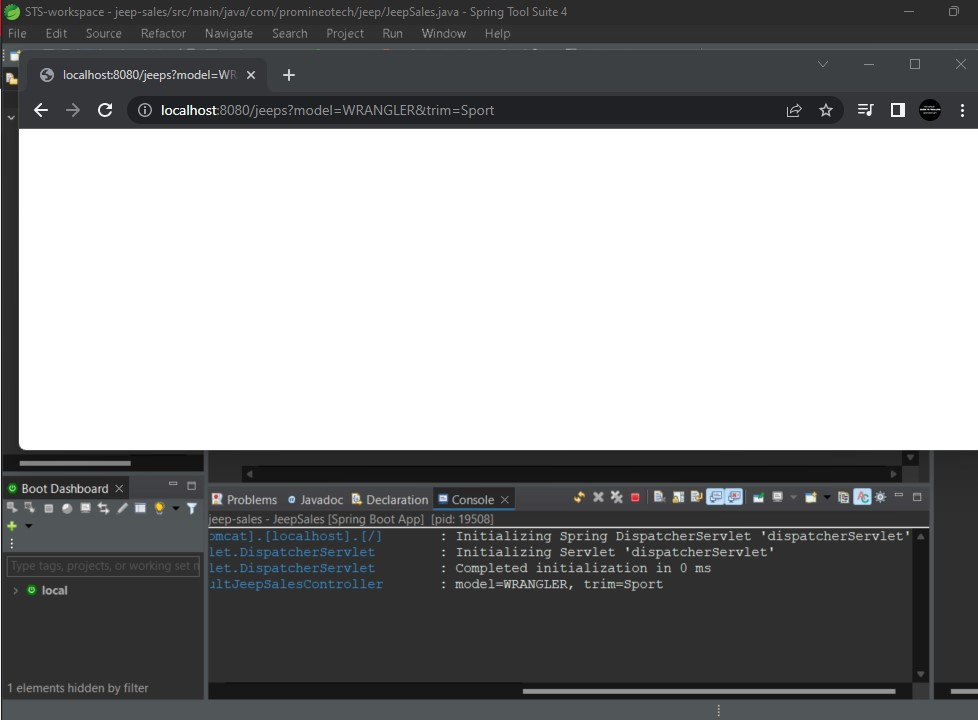 STS-workspace - jeep-sales/src/main/java/com/promineotech/jeep/JeepSales.java - Spring Tool Suite 4
File Edit Source Refactor Navigate Search Project Run Window Help
localhost:8080/jeeps?model=WR
localhost:8080/jeeps?model=WRANGLER&trim=Sport
Boot Dashboard
Type tags, projects, or working set n
local
1 elements hidden by filter
Problems Javadoc Declaration Console
jeep-sales - JeepSales [Spring Boot App] [pid: 19508]
omcat].[localhost].[/] : Initializing Spring DispatcherServlet 'dispatcherServlet'
let.DispatcherServlet : Initializing Servlet 'dispatcherServlet'
let.DispatcherServlet : Completed initialization in 0 ms
ultJeepSalesController : model=WRANGLER, trim=Sport